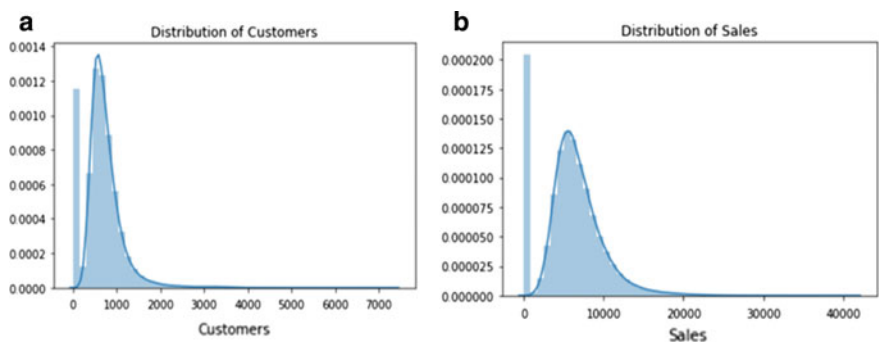 a
Distribution of Customers
0.0014
0.0012
0.0010
0.0008
0.0006
0.0004
0.0002
0.0000
0 1000 2000 3000 4000 5000 6000 7000
Customers
b
Distribution of Sales
0.000200
0.000175
0.000150
0.000125
0.000100
0.000075
0.000050
0.000025
0.000000
0 10000 20000 30000 40000
Sales